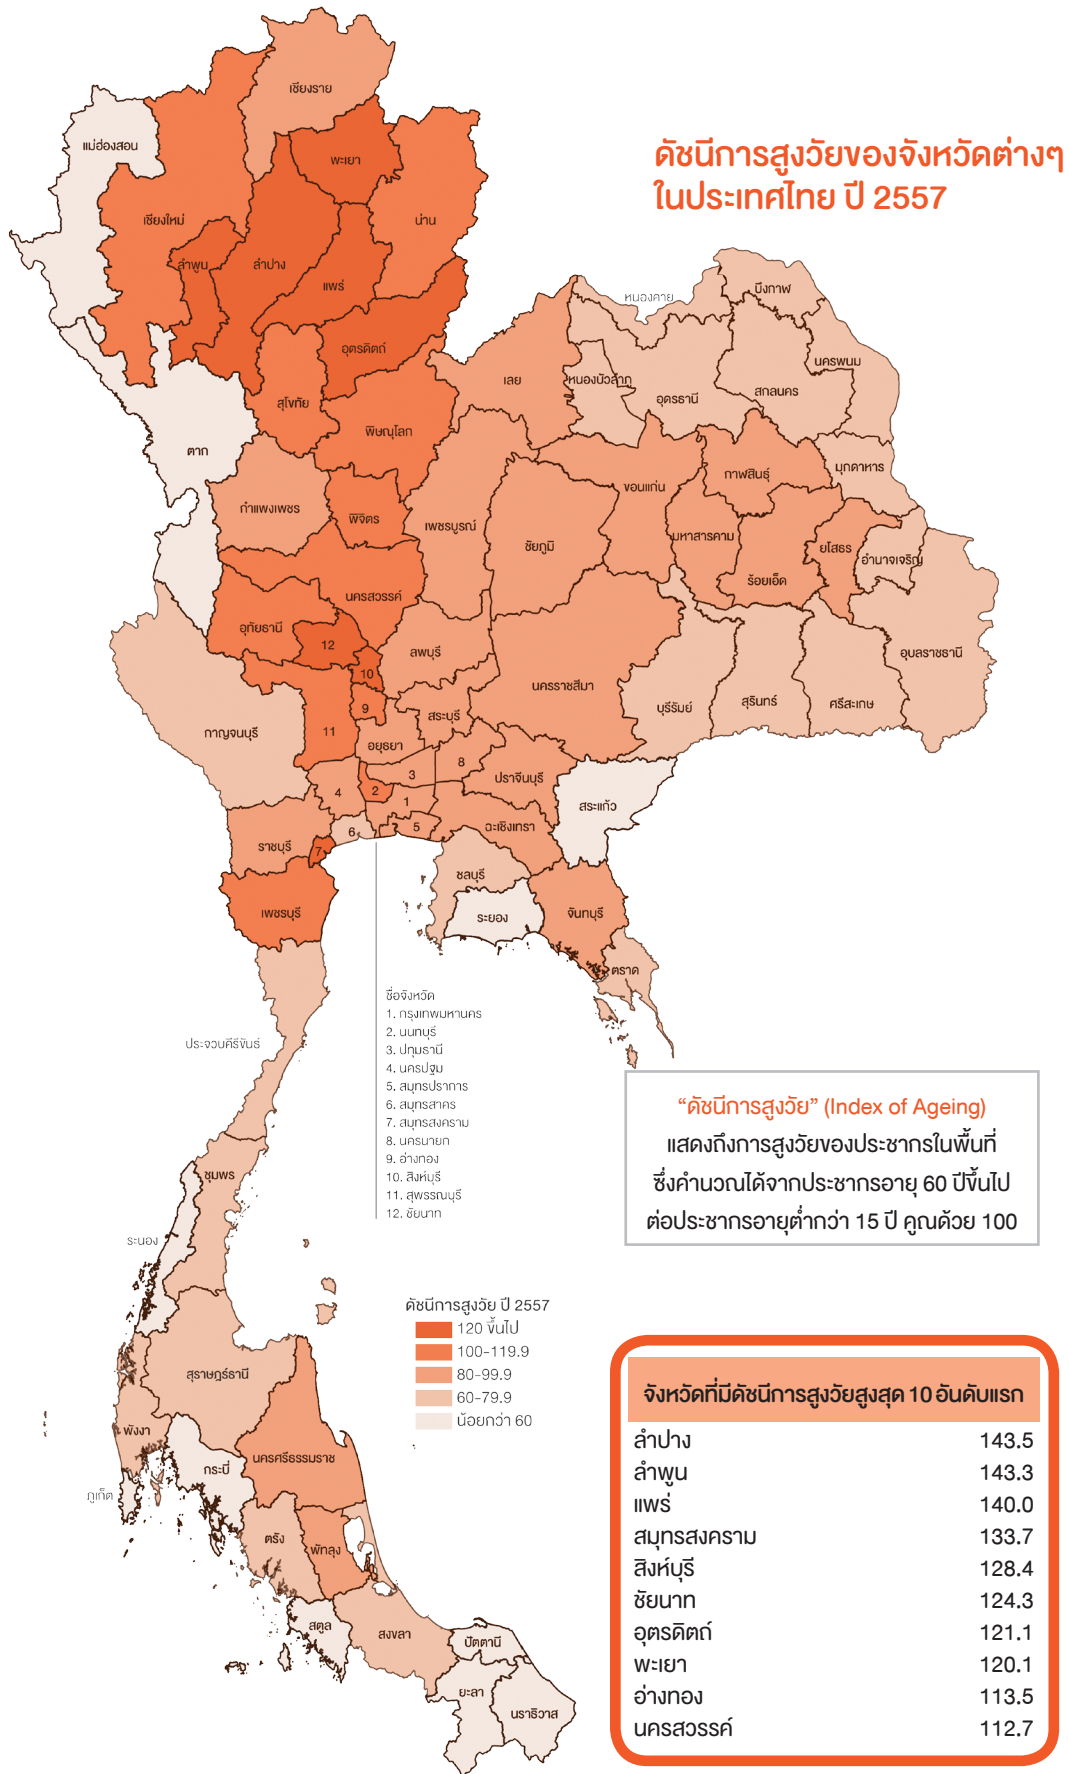 ดัชนีการสูงวัยของจังหวัดต่างๆ
ในประเทศไทย ปี 2557
เชียงราย
แม่ฮ่องสอน
พะเยา
เชียงใหม่
น่าน
ลำพูน
ลำปาง
แพร่
บึงกาฬ
หนองคาย
อุตรดิตถ์
นครพนม
เลย
หนองบัวลำภู
อุดรธานี
สกลนคร
สุโขทัย
พิษณุโลก
ตาก
กาฬสินธุ์
มุกดาหาร
ขอนแก่น
กำแพงเพชร
พิจิตร
เพชรบูรณ์
ชัยภูมิ
มหาสารคาม
ยโสธร
อำนาจเจริญ
ร้อยเอ็ด
นครสวรรค์
อุทัยธานี
12
ลพบุรี
อุบลราชธานี
10
นครราชสีมา
9
สระบุรี
บุรีรัมย์
สุรินทร์
ศรีสะเกษ
กาญจนบุรี
11
อยุธยา
8
3
ปราจีนบุรี
4
2
1
สระแก้ว
6
5
ฉะเชิงเทรา
ราชบุรี
7
ชลบุรี
เพชรบุรี
ระยอง
จันทบุรี
ตราด
ชื่อจังหวัด
1. กรุงเทพมหานคร
2. นนทบุรี
3. ปทุมธานี
4. นครปฐม
5. สมุทรปราการ
6. สมุทรสาคร
7. สมุทรสงคราม
8. นครนายก
9. อ่างทอง
10. สิงห์บุรี
11. สุพรรณบุรี
12. ชัยนาท
ประจวบคีรีขันธ์
“ดัชนีการสูงวัย” (Index of Ageing)
แสดงถึงการสูงวัยของประชากรในพื้นที่
ซึ่งคำนวณได้จากประชากรอายุ 60 ปีขึ้นไป
ต่อประชากรอายุต่ำกว่า 15 ปี คูณด้วย 100
ชุมพร
ระนอง
ดัชนีการสูงวัย ปี 2557
120 ขึ้นไป
100-119.9
80-99.9
60-79.9
น้อยกว่า 60
สุราษฎร์ธานี
พังงา
นครศรีธรรมราช
กระบี่
ภูเก็ต
ตรัง
พัทลุง
สตูล
สงขลา
ปัตตานี
ยะลา
นราธิวาส
จังหวัดที่มีดัชนีการสูงวัยสูงสุด 10 อันดับแรก
ลำปาง 143.5
ลำพูน 143.3
แพร่ 140.0
สมุทรสงคราม 133.7
สิงห์บุรี 128.4
ชัยนาท 124.3
อุตรดิตถ์ 121.1
พะเยา 120.1
อ่างทอง 113.5
นครสวรรค์ 112.7